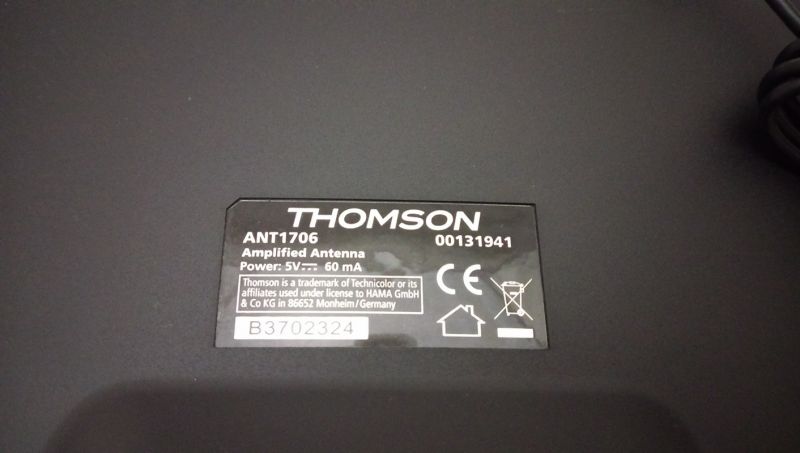 THOMSON
ANT1706 00131941
Amplified Antenna
Power: 5V⎓ 60 mA
Thomson is a trademark of Technicolor or its
affiliates used under license to HAMA GmbH
& Co KG in 86652 Monheim/Germany
CE
B3702324